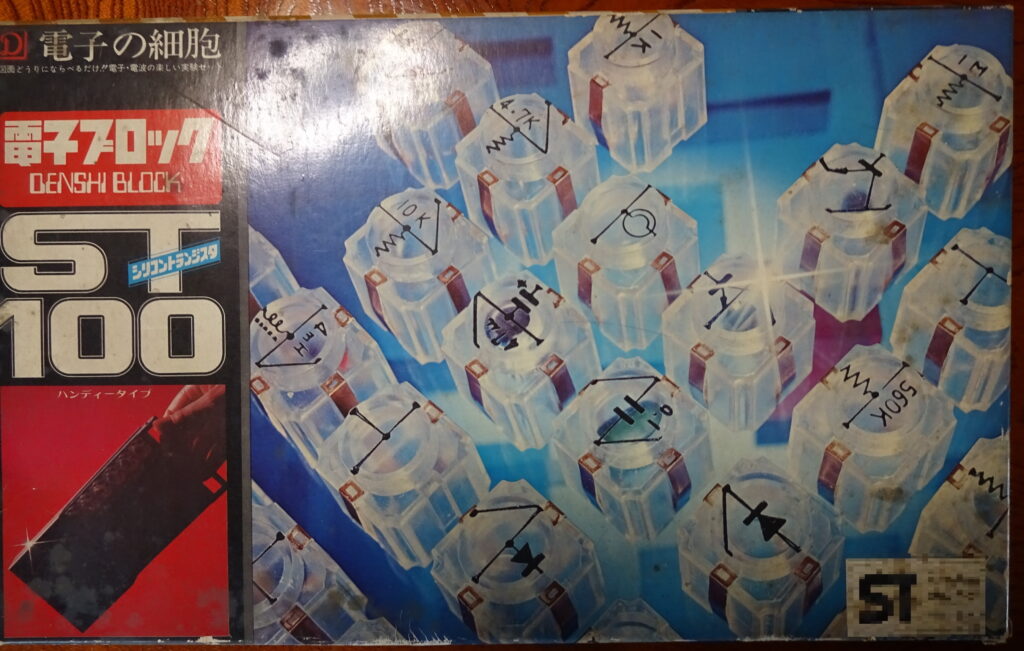 電子の細胞
図面どうりにならべるだけ!!電子・電波の楽しい実験セット
電子ブロック
DENSHI BLOCK
ST
シリコントランジスタ
100
ハンディータイプ
1K
1M
4.7K
10K
4mH
0.1
560K
ST